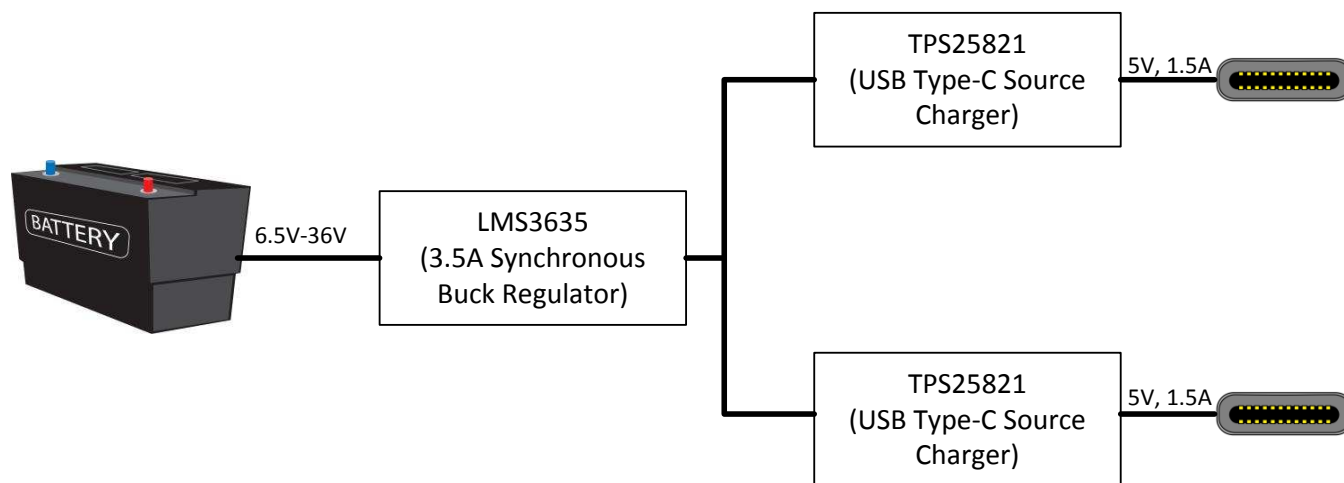 BATTERY
6.5V-36V
LMS3635
(3.5A Synchronous
Buck Regulator)
TPS25821
(USB Type-C Source
Charger)
5V, 1.5A
TPS25821
(USB Type-C Source
Charger)
5V, 1.5A